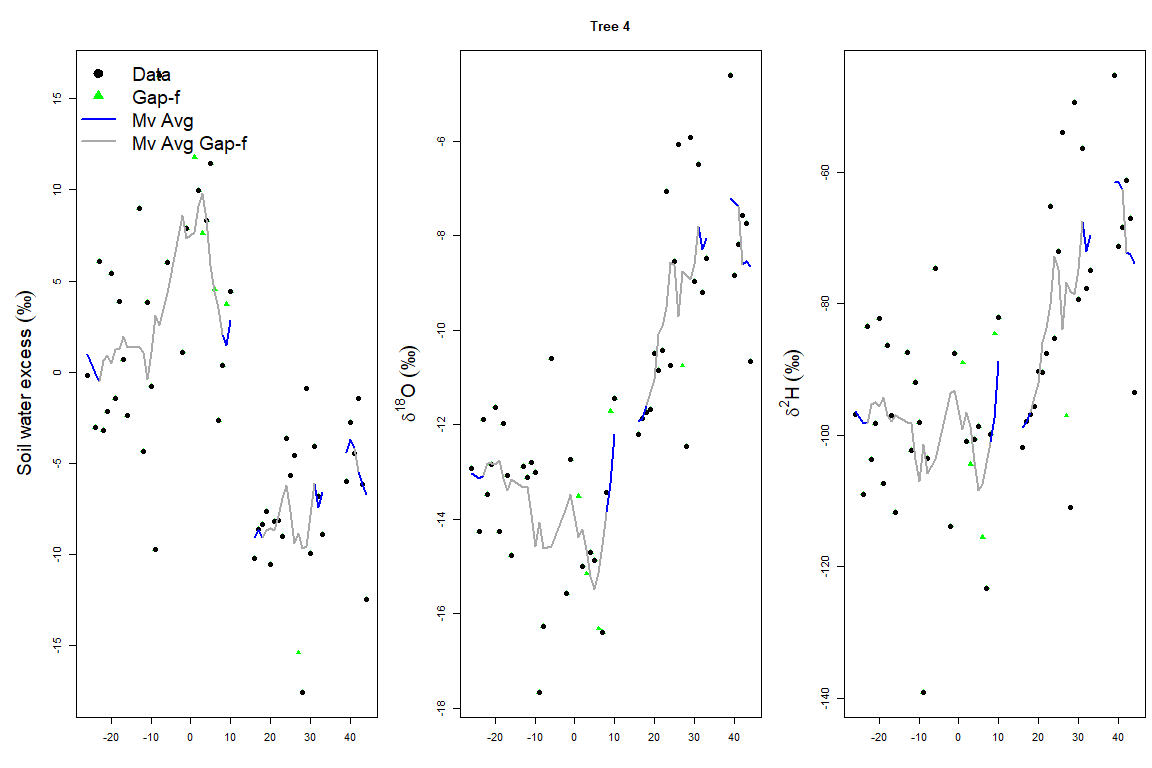 Tree 4
Data
Gap-f
Mv Avg
Mv Avg Gap-f
Soil water excess (‰)
15
10
5
0
-5
-10
-15
-20 -10 0 10 20 30 40
δ18O (‰)
-6
-8
-10
-12
-14
-16
-18
-20 -10 0 10 20 30 40
δ2H (‰)
-60
-80
-100
-120
-140
-20 -10 0 10 20 30 40